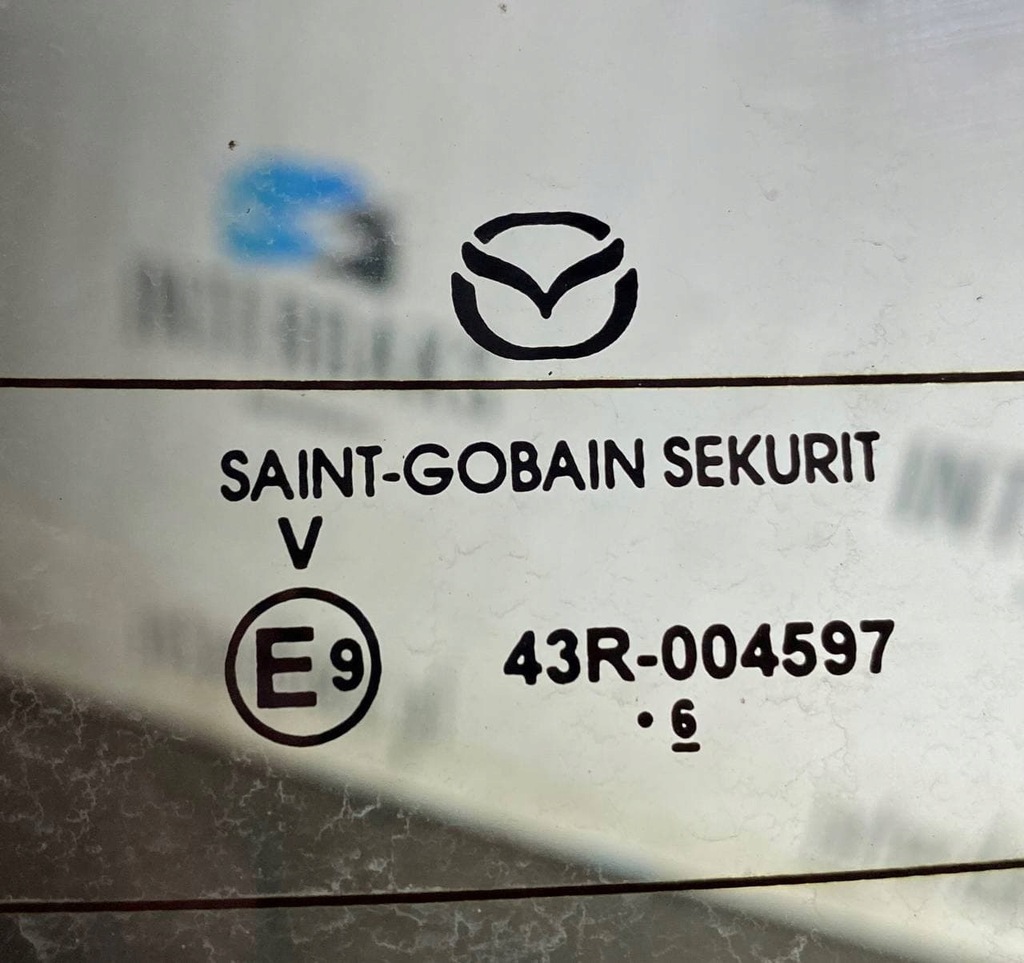 SAINT-GOBAIN SEKURIT
V
E9 43R-004597
. 6